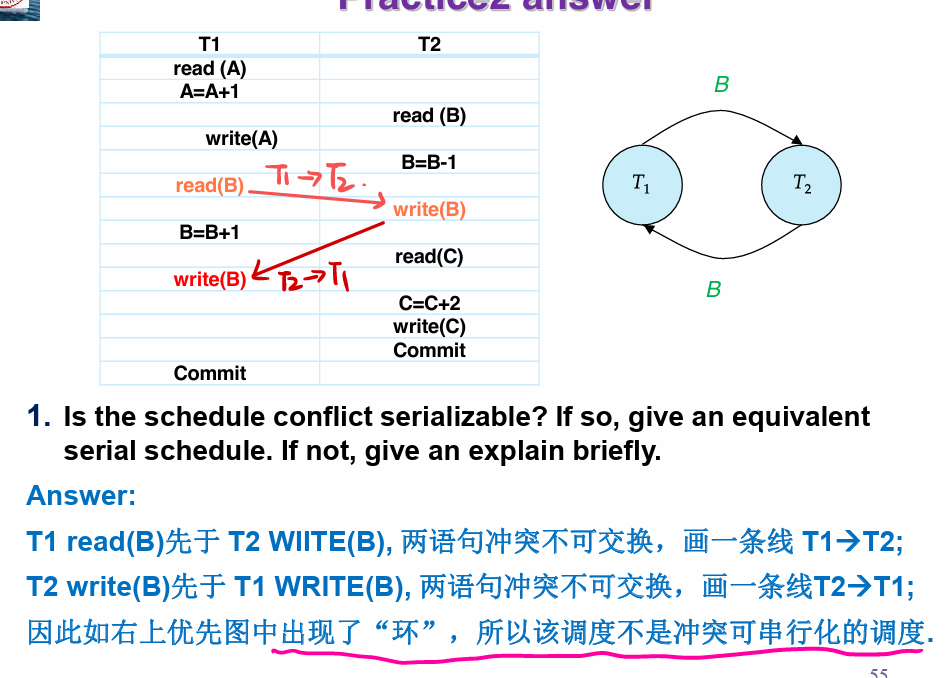 Practice2 answer
T1 T2
read (A)
A=A+1
read (B)
write(A)
B=B-1
read(B) T1→T2.
write(B)
B=B+1
read(C)
write(B) T2→T1
C=C+2
write(C)
Commit
Commit
B
T1 T2
B
1. Is the schedule conflict serializable? If so, give an equivalent
serial schedule. If not, give an explain briefly.
Answer:
T1 read(B)先于 T2 WIITE(B), 两语句冲突不可交换，画一条线 T1→T2;
T2 write(B)先于 T1 WRITE(B), 两语句冲突不可交换，画一条线T2→T1;
因此如右上优先图中出现了“环”，所以该调度不是冲突可串行化的调度.
55